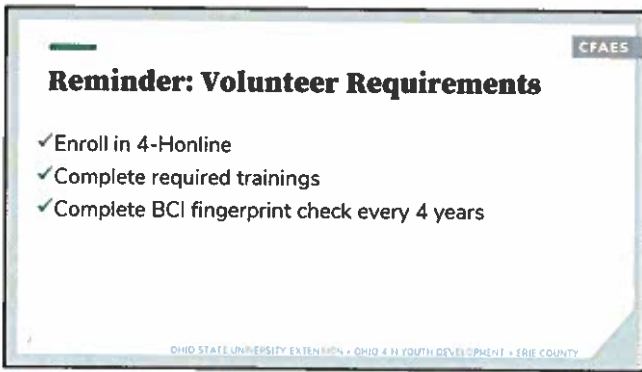 CFAES
Reminder: Volunteer Requirements
✓Enroll in 4-Honline
✓Complete required trainings
✓Complete BCI fingerprint check every 4 years
OHIO STATE UNIVERSITY EXTENSION • OHIO 4-H YOUTH DEVELOPMENT • ERIE COUNTY